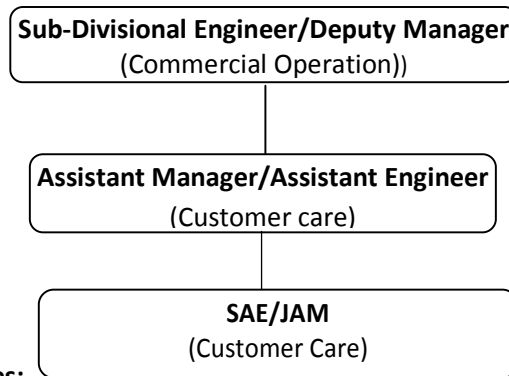 Sub-Divisional Engineer/Deputy Manager
(Commercial Operation))
Assistant Manager/Assistant Engineer
(Customer care)
SAE/JAM
(Customer Care)